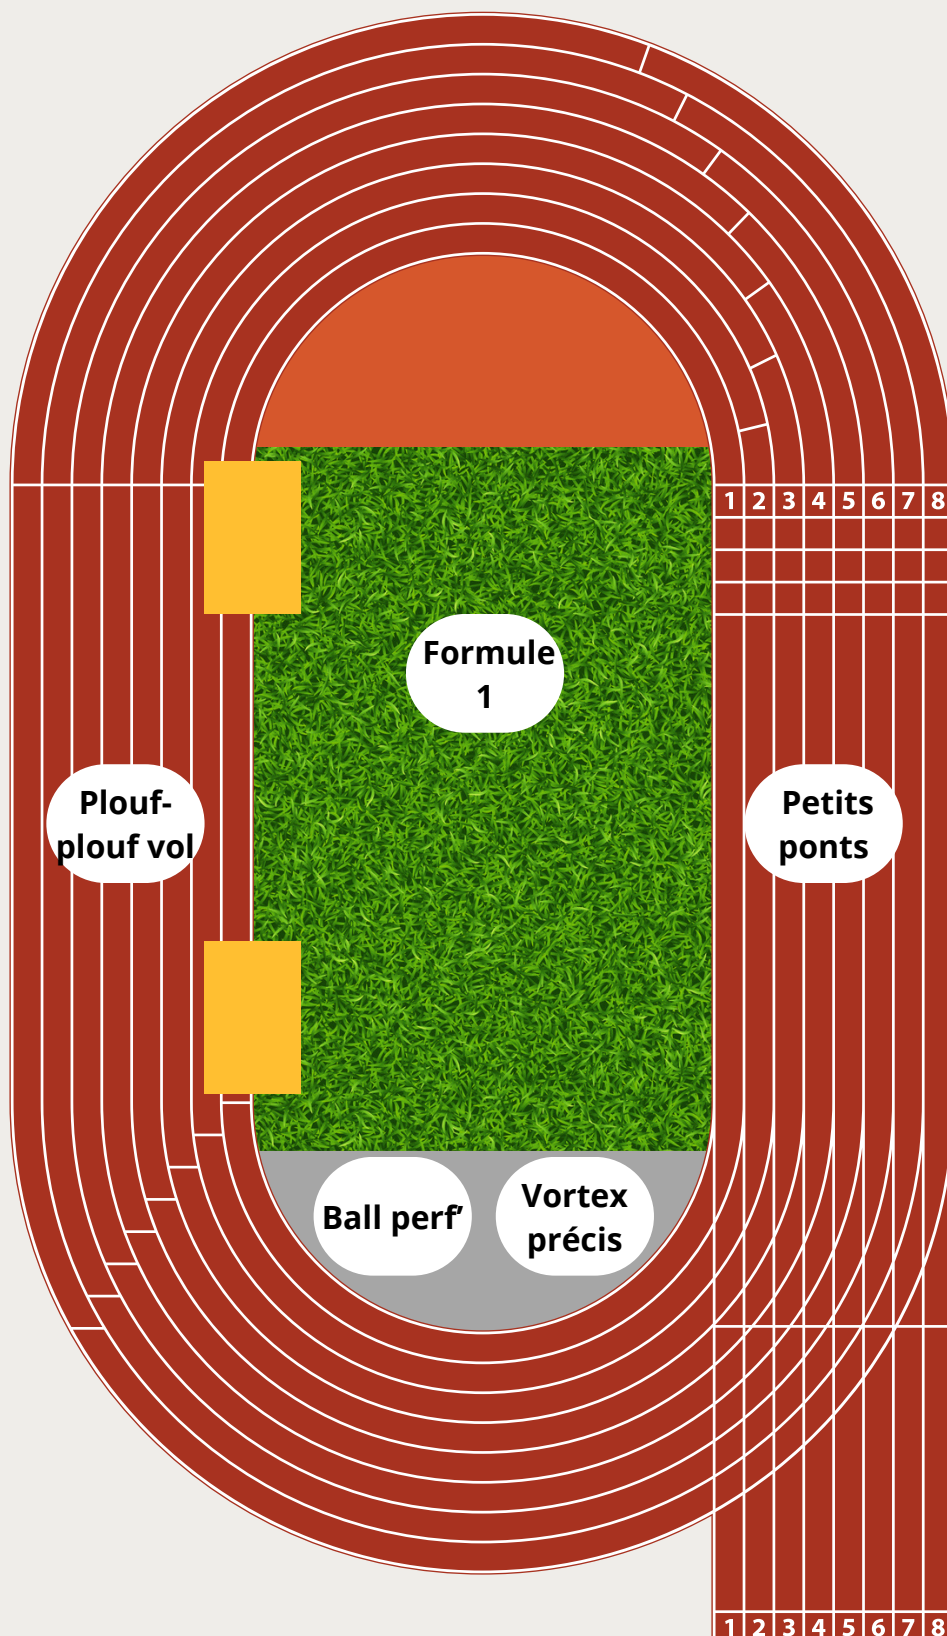 1 2 3 4 5 6 7 8
Formule
1
Plouf-
plouf vol
Petits
ponts
Ball perf’
Vortex
précis
1 2 3 4 5 6 7 8